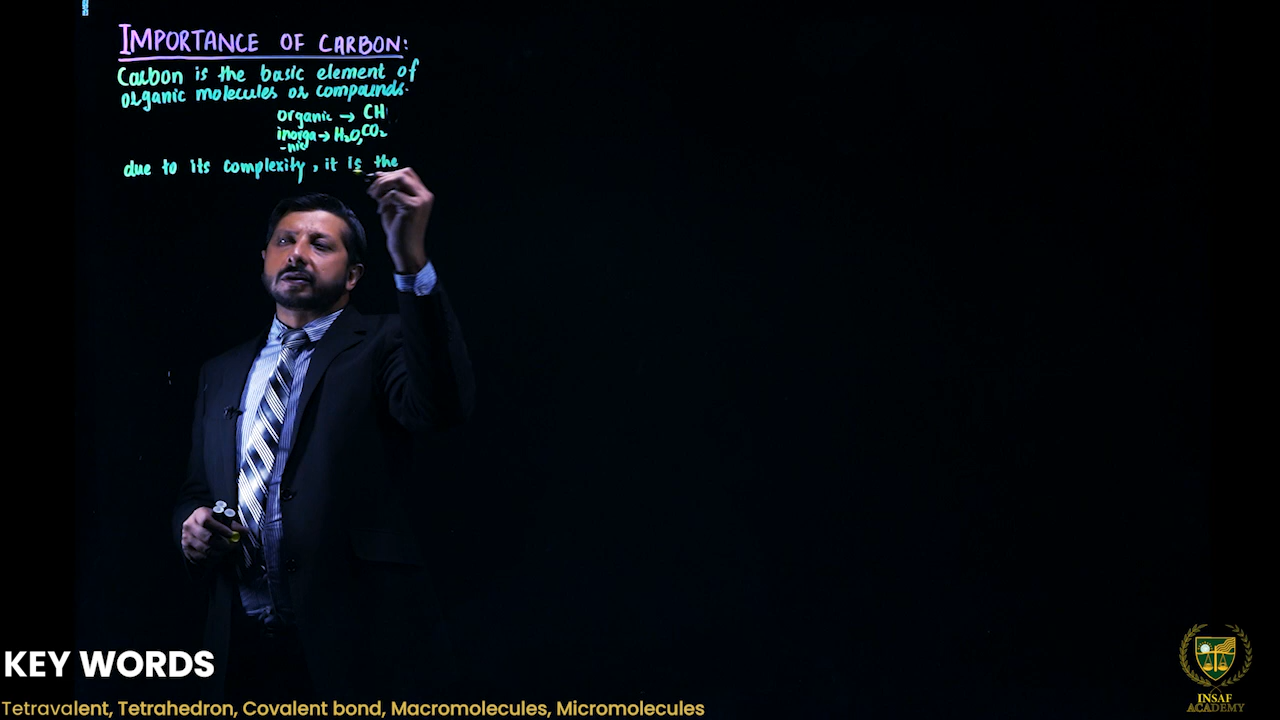 IMPORTANCE OF CARBON:
Carbon is the basic element of
organic molecules or compounds.
organic → CH
inorga → H₂O, CO₂
-nic
due to its complexity, it is the
KEY WORDS
Tetravalent, Tetrahedron, Covalent bond, Macromolecules, Micromolecules
INSAF
ACADEMY